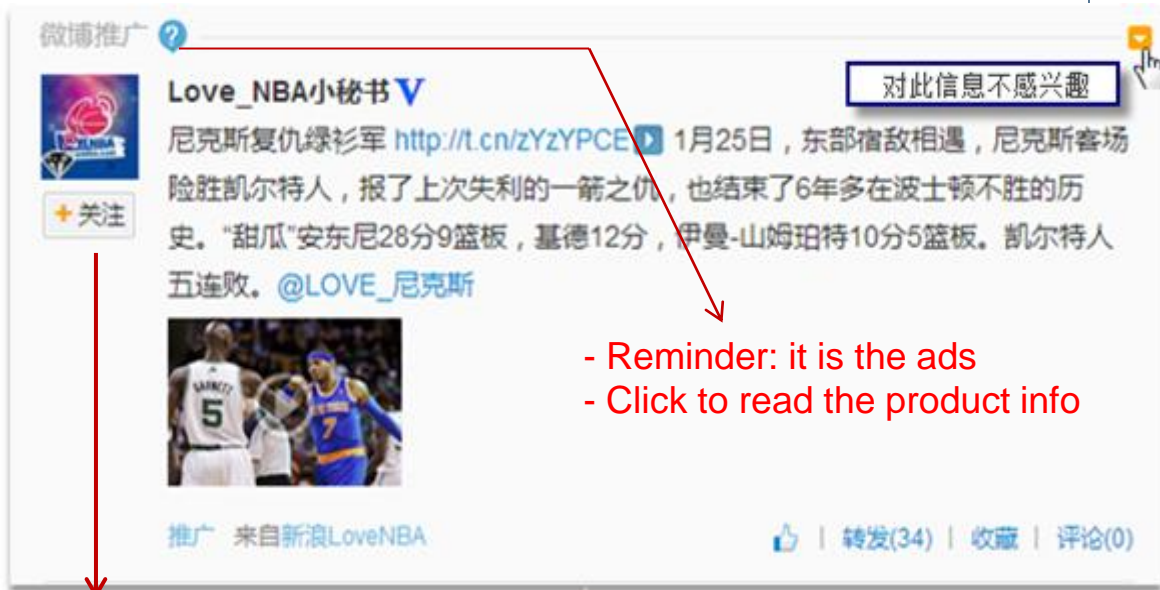 微博推广 ?
对此信息不感兴趣
Love_NBA小秘书 V
尼克斯复仇绿衫军 http://t.cn/zYzYPCE 1月25日，东部宿敌相遇，尼克斯客场
险胜凯尔特人，报了上次失利的一箭之仇，也结束了6年多在波士顿不胜的历
史。“甜瓜”安东尼28分9篮板，基德12分，伊曼-山姆珀特10分5篮板。凯尔特人
五连败。@LOVE_尼克斯
+关注
GARNETT
5
NEW YORK
7
- Reminder: it is the ads
- Click to read the product info
推广 来自新浪LoveNBA
转发(34) | 收藏 | 评论(0)